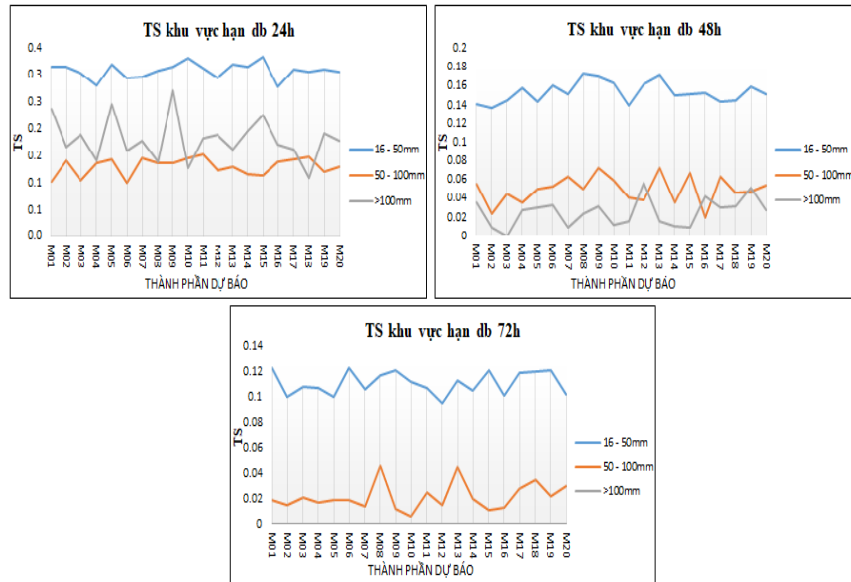 TS khu vực hạn db 24h
0.4
0.3
0.3
0.2
0.2
0.1
0.1
0.0
TS
M01
M02
M03
M04
M05
M06
M07
M08
M09
M10
M11
M12
M13
M14
M15
M16
M17
M18
M19
M20
THÀNH PHẦN DỰ BÁO
16 - 50mm
50 - 100mm
>100mm
TS khu vực hạn db 48h
0.2
0.18
0.16
0.14
0.12
0.1
0.08
0.06
0.04
0.02
0
M01
M02
M03
M04
M05
M06
M07
M08
M09
M10
M11
M12
M13
M14
M15
M16
M17
M18
M19
M20
THÀNH PHẦN DỰ BÁO
16 - 50mm
50 - 100mm
>100mm
TS khu vực hạn db 72h
0.14
0.12
0.1
0.08
0.06
0.04
0.02
0
TS
M01
M02
M03
M04
M05
M06
M07
M08
M09
M10
M11
M12
M13
M14
M15
M16
M17
M18
M19
M20
THÀNH PHẦN DỰ BÁO
16 - 50mm
50 - 100mm
>100mm